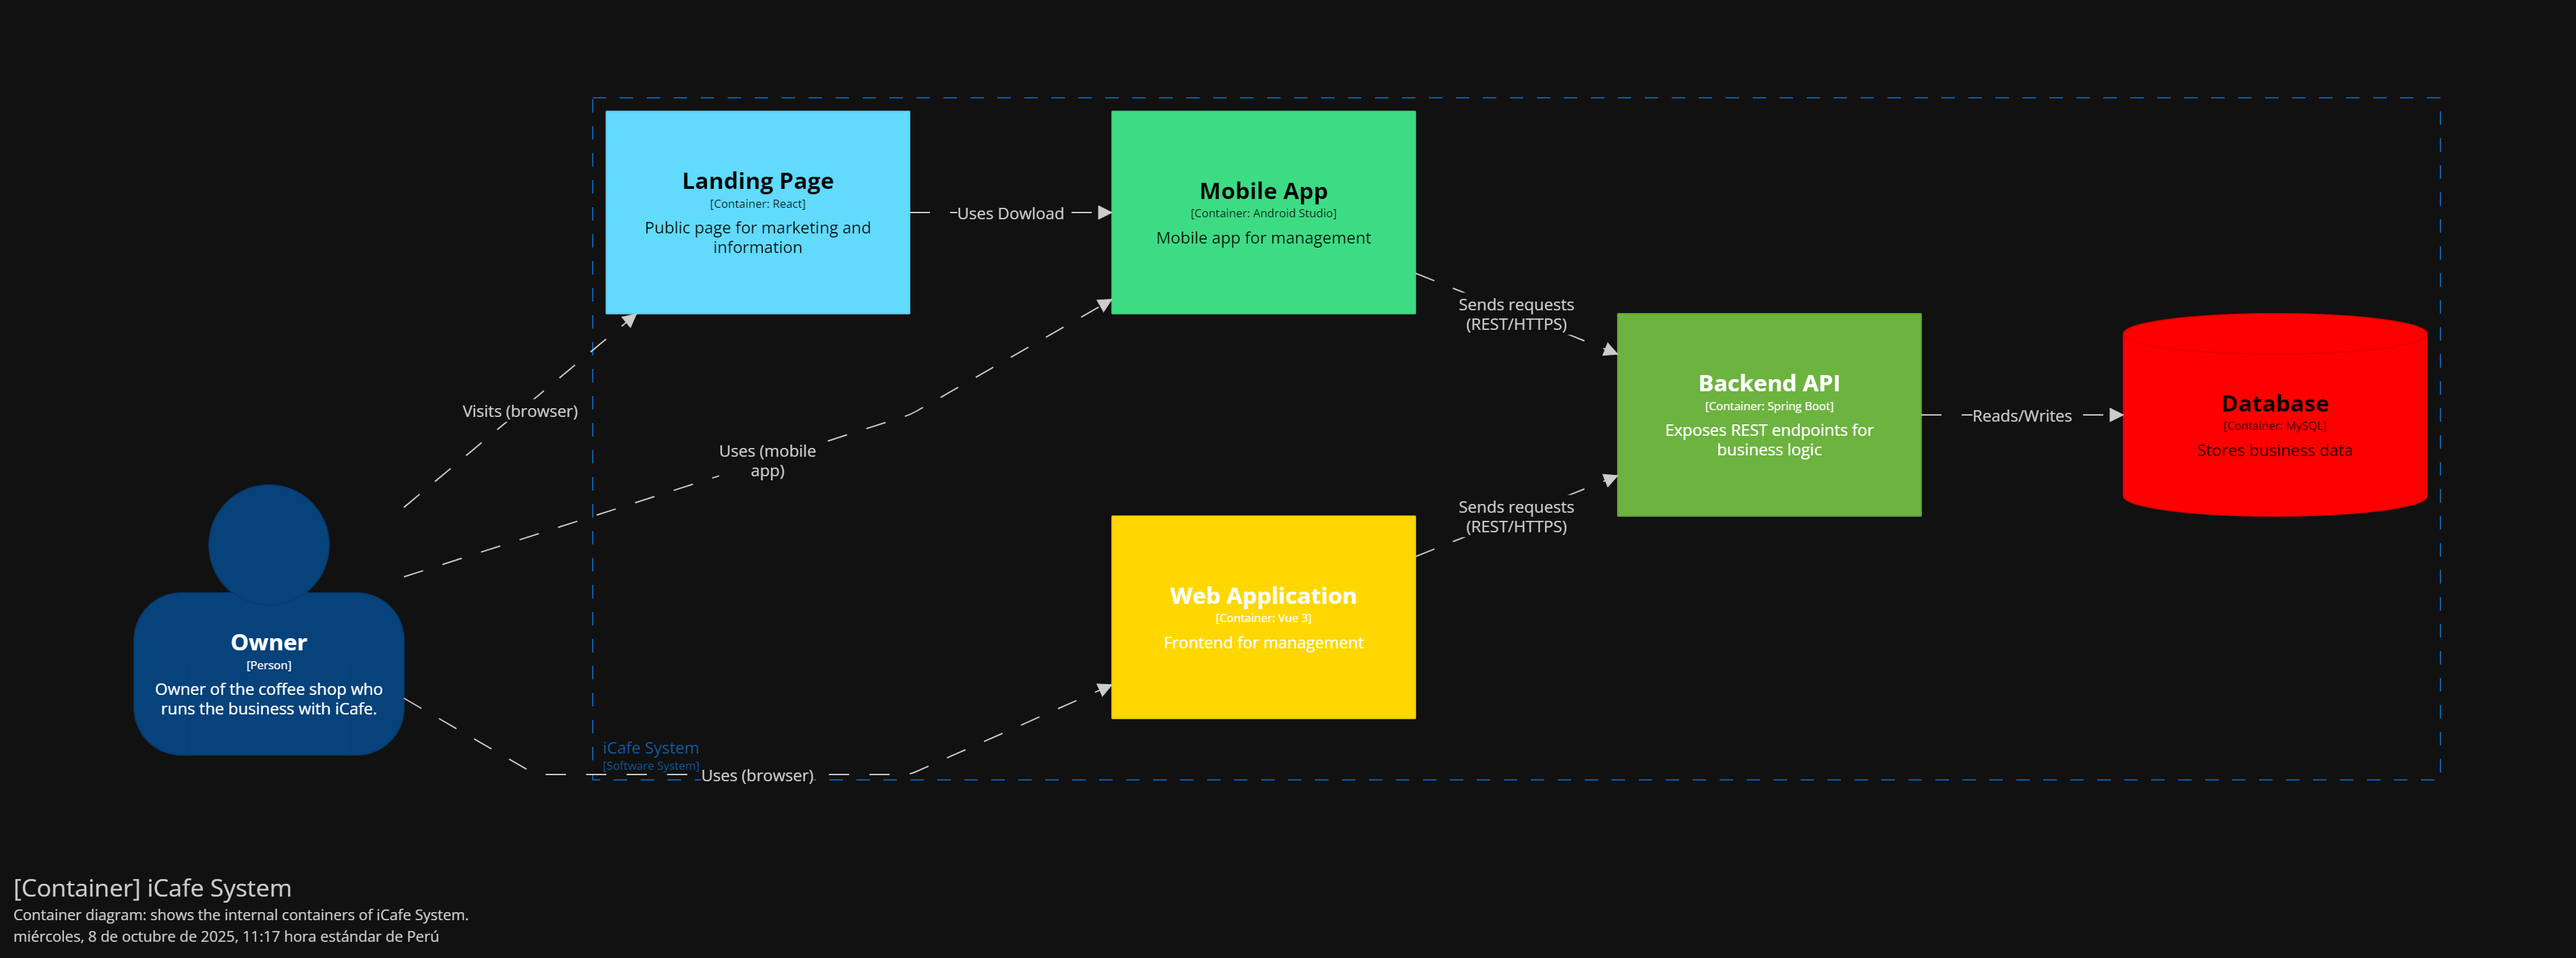 Landing Page
[Container: React]
Public page for marketing and
information
Uses Dowload
Mobile App
[Container: Android Studio]
Mobile app for management
Sends requests
(REST/HTTPS)
Visits (browser)
Uses (mobile
app)
Backend API
[Container: Spring Boot]
Exposes REST endpoints for
business logic
Reads/Writes
Database
[Container: MySQL]
Stores business data
Sends requests
(REST/HTTPS)
Web Application
[Container: Vue 3]
Frontend for management
Owner
[Person]
Owner of the coffee shop who
runs the business with iCafe.
iCafe System
[Software System]
Uses (browser)
[Container] iCafe System
Container diagram: shows the internal containers of iCafe System.
miércoles, 8 de octubre de 2025, 11:17 hora estándar de Perú